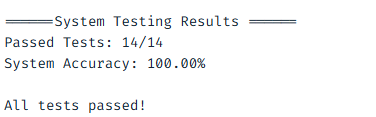 ======System Testing Results ======
Passed Tests: 14/14
System Accuracy: 100.00%
All tests passed!